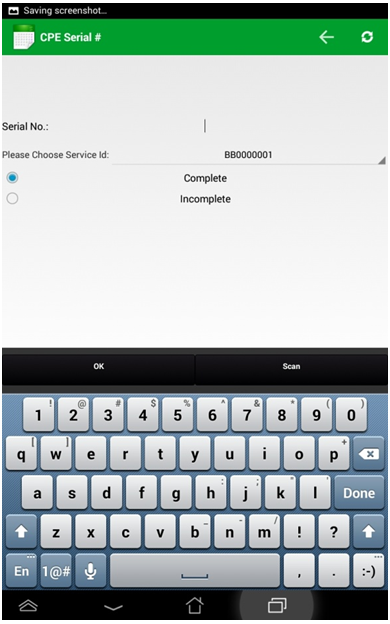 Saving screenshot...
CPE Serial #
Serial No.:
Please Choose Service Id: BB0000001
Complete
Incomplete
OK Scan
! @ # $ % ^ & * ( )
1 2 3 4 5 6 7 8 9 0
[ ] +
q w e r t y u i o p
: ; " '
a s d f g h j k l Done
_ - /
z x c v b n m ! ?
En 1@# , . :-)